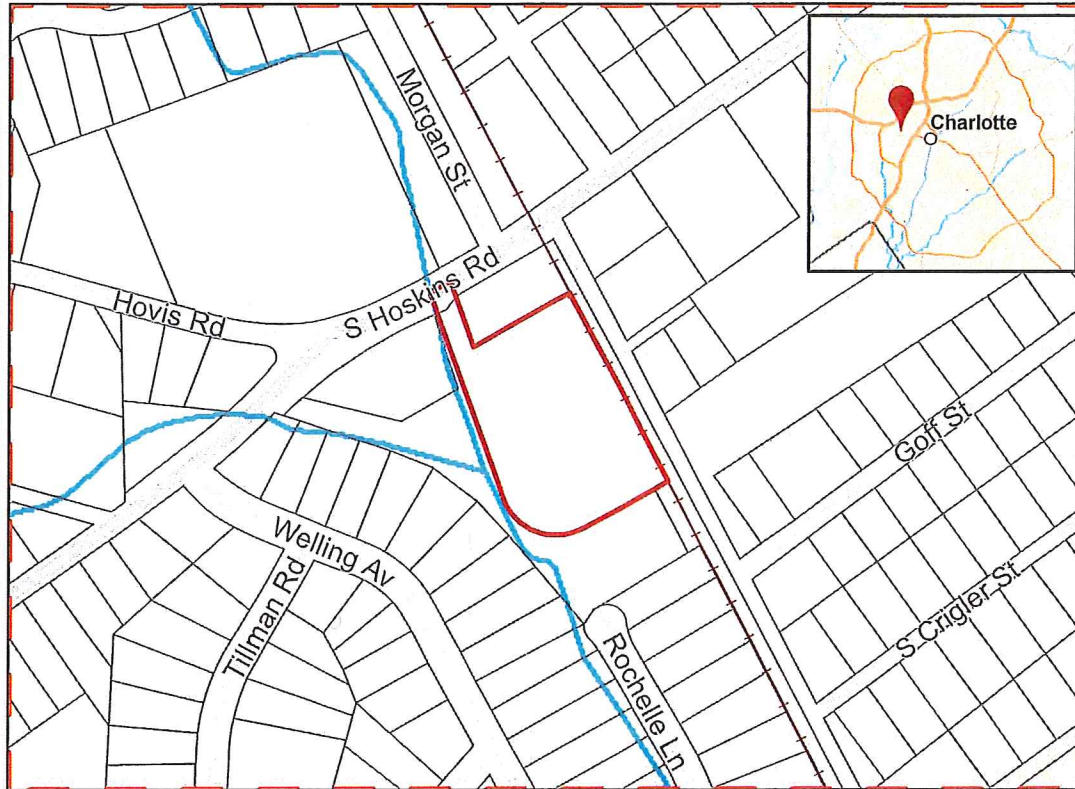 Morgan St
Charlotte
Hovis Rd
S Hoskins Rd
Goff St
Welling Av
Tillman Rd
S Crigler St
Rochelle Ln